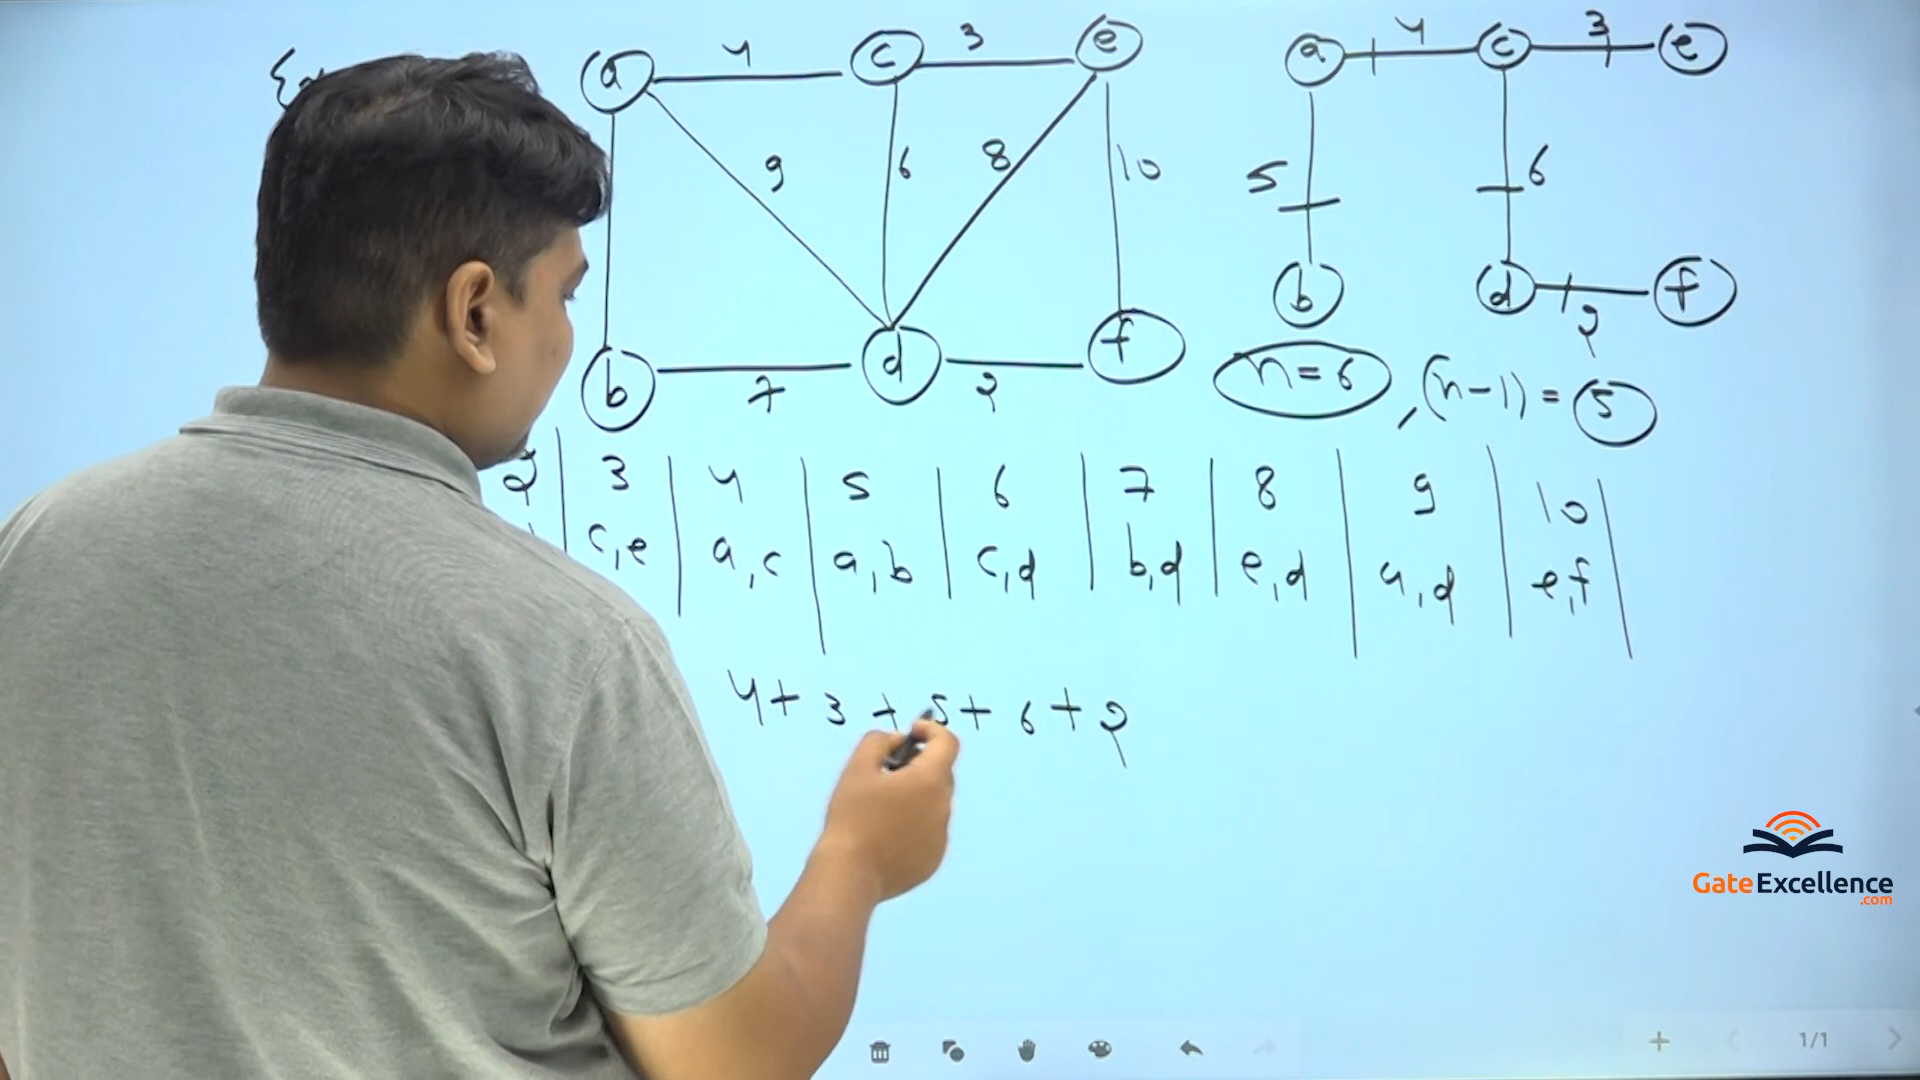 a 4 c 3 e
9 6 8 10
b 7 d 2 f
a 4 c 3 e
5 6
b d 2 f
n=6, (n-1) = 5
2 | 3 | 4 | 5 | 6 | 7 | 8 | 9 | 10 |
c,e | a,c | a,b | c,d | b,d | e,d | a,d | e,f |
4+3+5+6+2
GateExcellence
.com
1/1